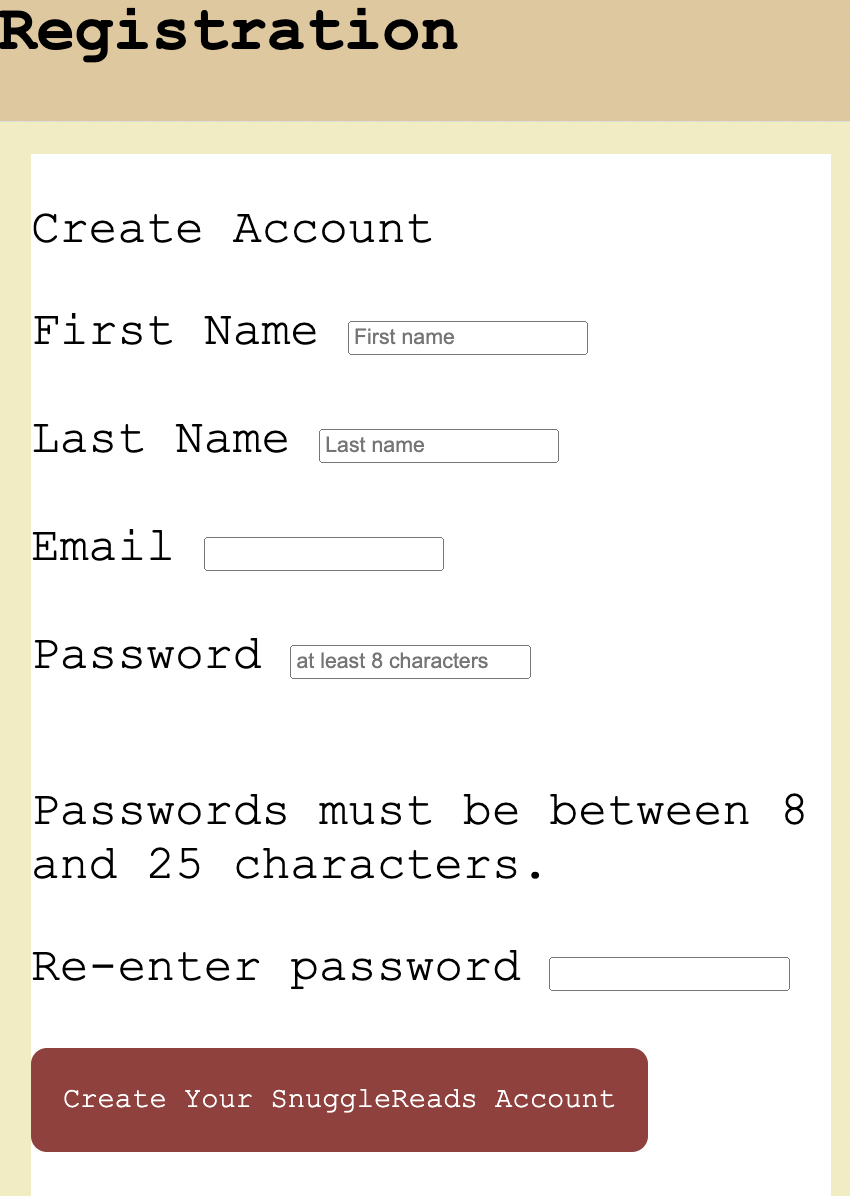 Registration
Create Account
First Name First name
Last Name Last name
Email
Password at least 8 characters
Passwords must be between 8
and 25 characters.
Re-enter password
Create Your SnuggleReads Account